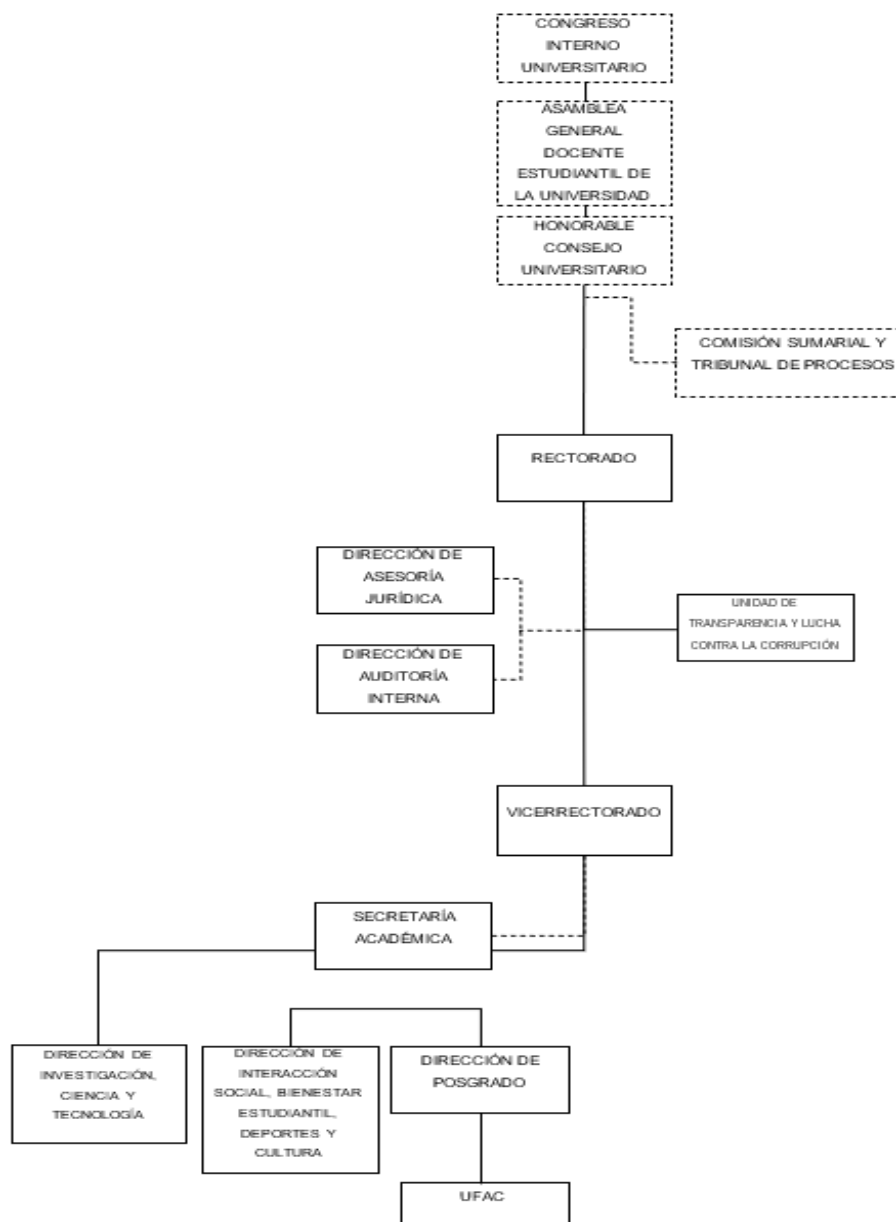 CONGRESO
INTERNO
UNIVERSITARIO
ASAMBLEA
GENERAL
DOCENTE
ESTUDIANTIL DE
LA UNIVERSIDAD
HONORABLE
CONSEJO
UNIVERSITARIO
COMISIÓN SUMARIAL Y
TRIBUNAL DE PROCESOS
RECTORADO
DIRECCIÓN DE
ASESORÍA
JURÍDICA
UNIDAD DE
TRANSPARENCIA Y LUCHA
CONTRA LA CORRUPCIÓN
DIRECCIÓN DE
AUDITORÍA
INTERNA
VICERRECTORADO
SECRETARÍA
ACADÉMICA
DIRECCIÓN DE
INVESTIGACIÓN,
CIENCIA Y
TECNOLOGÍA
DIRECCIÓN DE
INTERACCIÓN
SOCIAL, BIENESTAR
ESTUDIANTIL,
DEPORTES Y
CULTURA
DIRECCIÓN DE
POSGRADO
UFAC